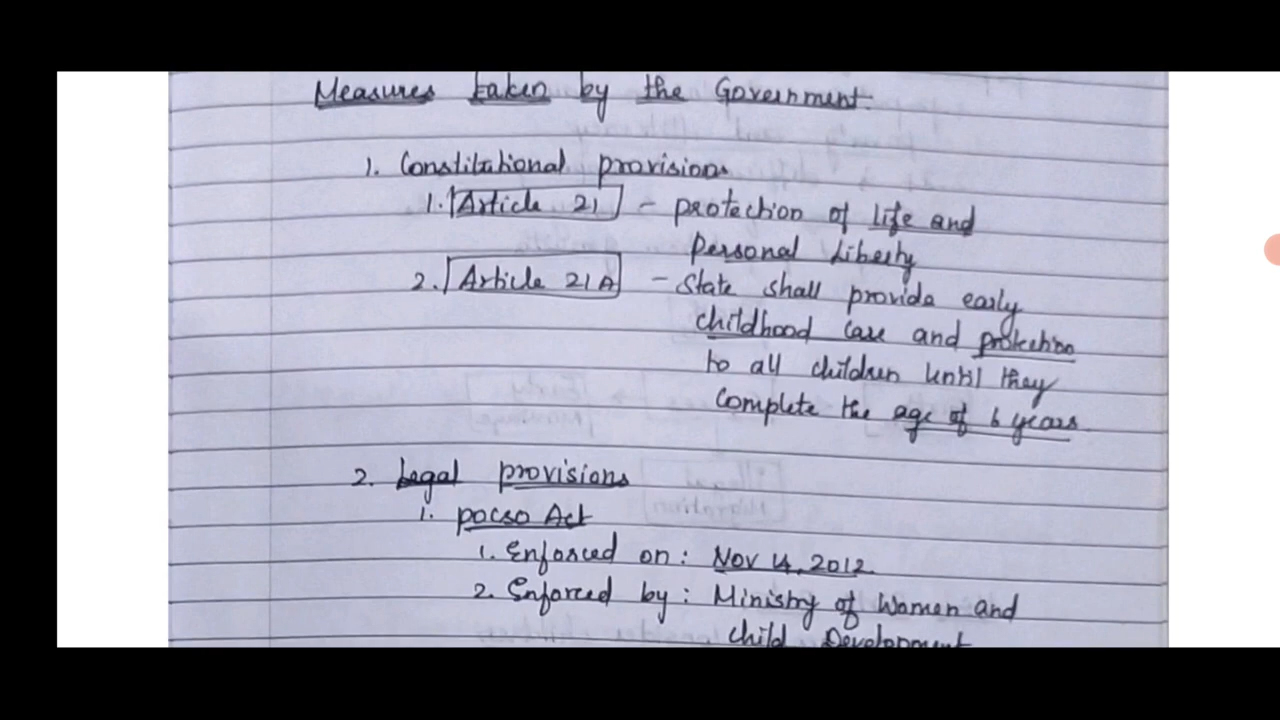 Measures taken by the Government:
1. Constitutional provisions
1. Article 21 - protection of life and
Personal Liberty
2. Article 21 A - State shall provide early
childhood care and protection
to all children until they
complete the age of 6 years
2. Legal provisions
1. POCSO Act
1. Enforced on : Nov 14, 2012
2. Enforced by : Ministry of Women and
Child Development